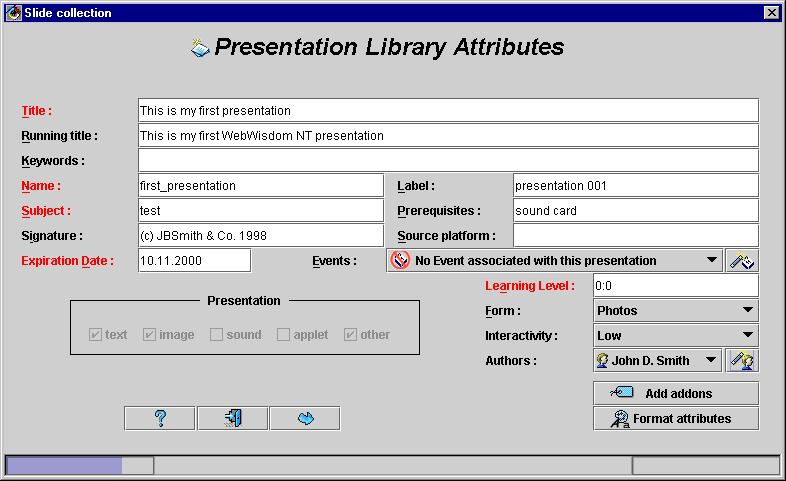 Slide collection
Presentation Library Attributes
Title : This is my first presentation
Running title : This is my first WebWisdom NT presentation
Keywords :
Name : first_presentation Label : presentation 001
Subject : test Prerequisites : sound card
Signature : (c) JBSmith & Co. 1998 Source platform :
Expiration Date : 10.11.2000 Events : No Event associated with this presentation
Learning Level : 0:0
Presentation
Form : Photos
text image sound applet other
Interactivity : Low
Authors : John D. Smith
Add addons
? Format attributes